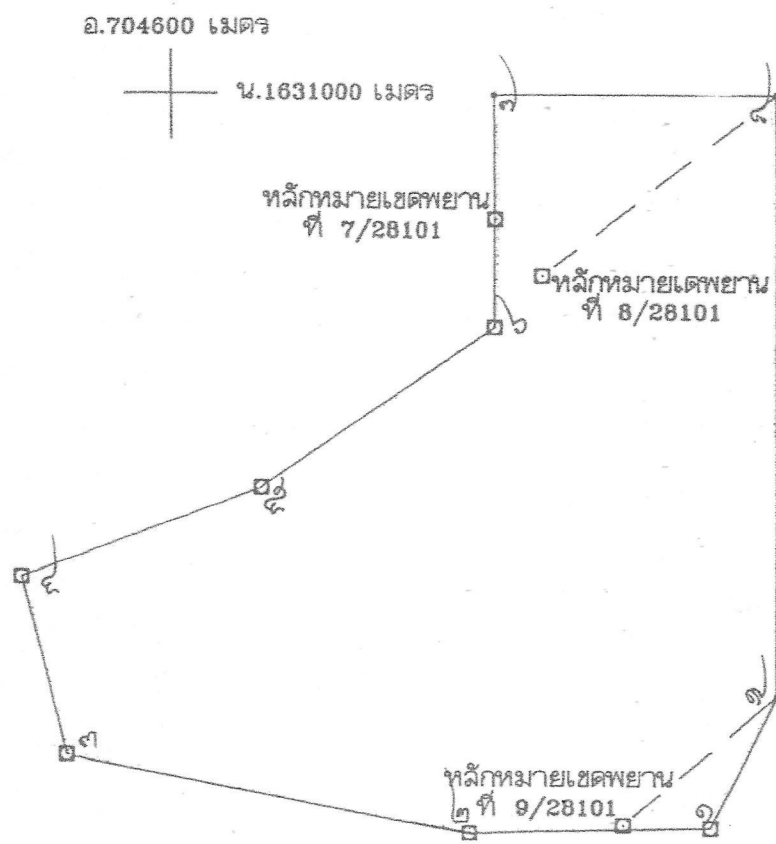 อ.704600 เมตร
น.1631000 เมตร
๗
๘
หลักหมายเขตพยาน
ที่ 7/28101
หลักหมายเตพยาน
ที่ 8/28101
๖
๕
๔
๙
๓
หลักหมายเขตพยาน
ที่ 9/28101
๒
๑